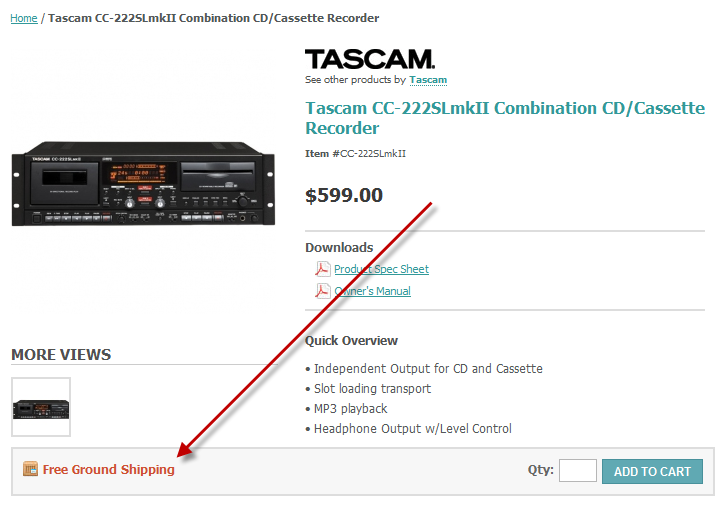 Home / Tascam CC-222SLmkII Combination CD/Cassette Recorder
TASCAM.
See other products by Tascam
Tascam CC-222SLmkII Combination CD/Cassette
Recorder
Item #CC-222SLmkII
$599.00
Downloads
Product Spec Sheet
Owner's Manual
Quick Overview
• Independent Output for CD and Cassette
• Slot loading transport
• MP3 playback
• Headphone Output w/Level Control
TASCAM CC-222SLmkII
MORE VIEWS
Free Ground Shipping
Qty:
ADD TO CART